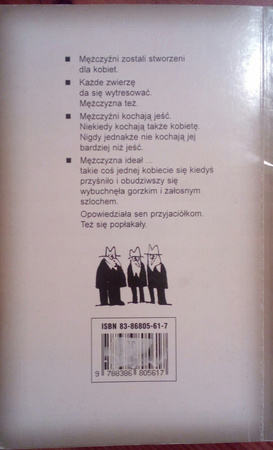 Mężczyźni zostali stworzeni
dla kobiet.
Każde zwierzę
da się wytresować.
Mężczyzna też.
Mężczyźni kochają jeść.
Niekiedy kochają także kobietę.
Nigdy jednakże nie kochają jej
bardziej niż jeść.
Mężczyzna ideał ...
takie coś jednej kobiecie się kiedyś
przyśniło i obudziwszy się
wybuchnęła gorzkim i żałosnym
szlochem.
Opowiedziała sen przyjaciółkom.
Też się popłakały.
ISBN 83-86805-61-7
9 788386 805617